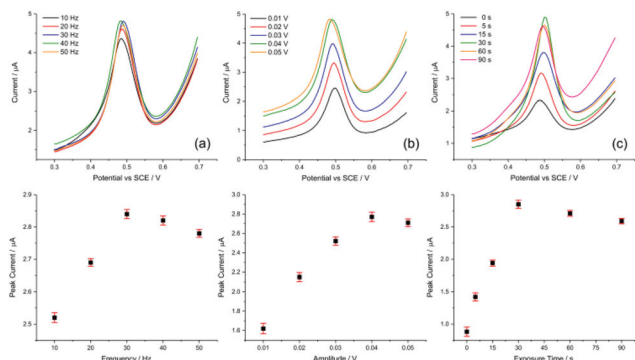 10 Hz
20 Hz
30 Hz
40 Hz
50 Hz
Current / µA
4
3
2
(a)
0.3 0.4 0.5 0.6 0.7
Potential vs SCE / V
0.01 V
0.02 V
0.03 V
0.04 V
0.05 V
Current / µA
5
4
3
2
1
0
(b)
0.3 0.4 0.5 0.6 0.7
Potential vs SCE / V
0 s
5 s
15 s
30 s
60 s
90 s
Current / µA
5
4
3
2
1
(c)
0.3 0.4 0.5 0.6 0.7
Potential vs SCE / V
Peak Current / µA
2.9
2.8
2.7
2.6
2.5
10 20 30 40 50
Frequency / Hz
Peak Current / µA
3.0
2.8
2.6
2.4
2.2
2.0
1.8
1.6
0.01 0.02 0.03 0.04 0.05
Amplitude / V
Peak Current / µA
3.0
2.5
2.0
1.5
1.0
0 15 30 45 60 75 90
Exposure Time / s